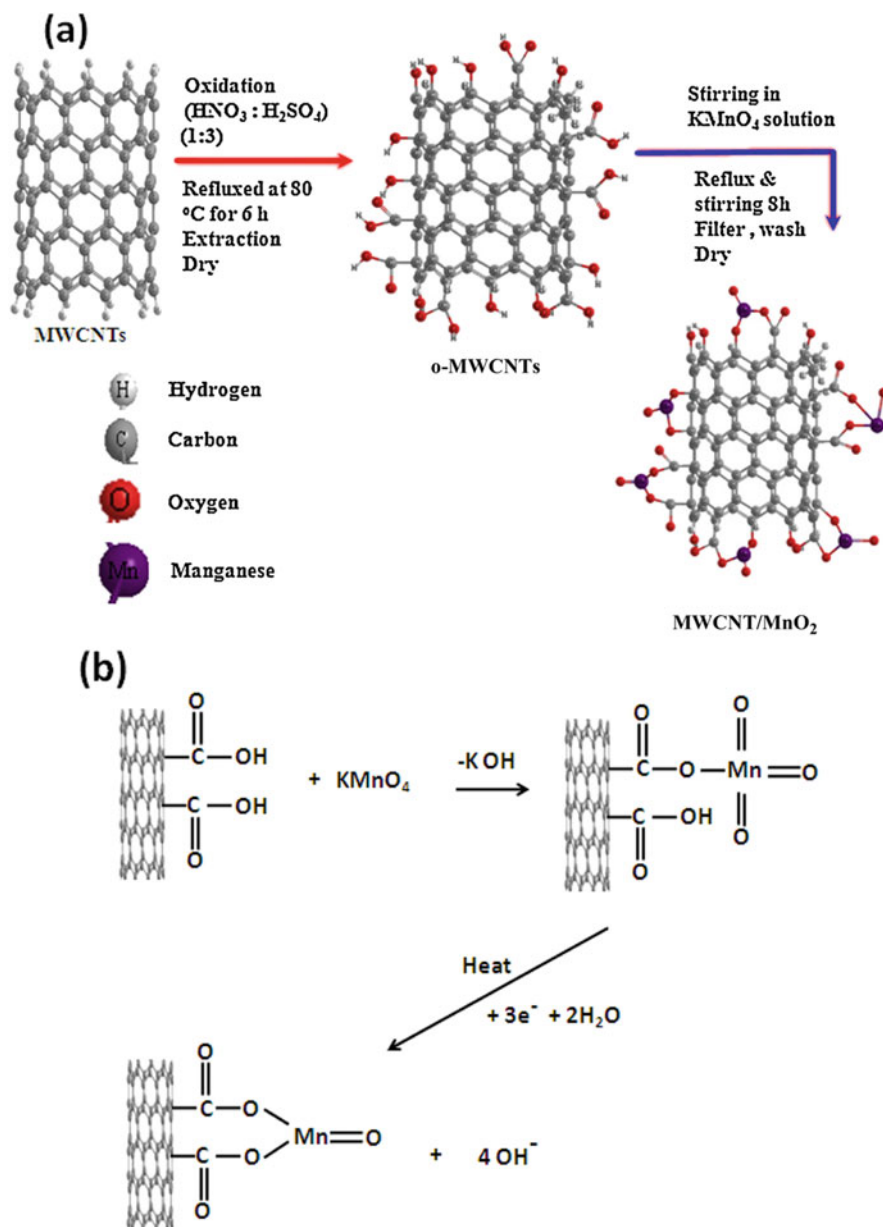 (a)
Oxidation
(HNO₃ : H₂SO₄)
(1:3)
Refluxed at 80
°C for 6 h
Extraction
Dry
Stirring in
KMnO₄ solution
Reflux &
stirring 8h
Filter , wash
Dry
MWCNTs
o-MWCNTs
H Hydrogen
C Carbon
O Oxygen
Mn Manganese
MWCNT/MnO₂
(b)
O
C OH
C OH
O
+ KMnO₄
-K OH
O O
C O Mn O
C OH O
O
Heat
+ 3e⁻ + 2H₂O
O
C O
Mn O
C O
O
+ 4 OH⁻